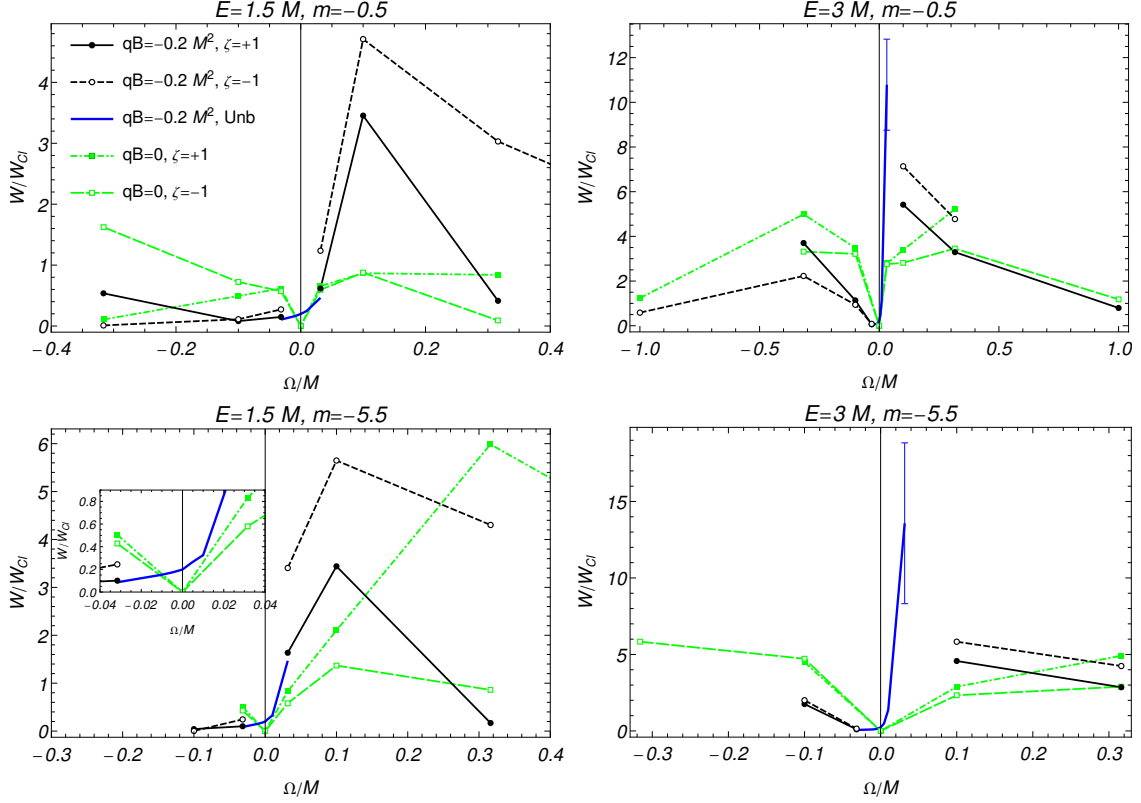 E=1.5 M, m=−0.5
W/W_Cl
4
3
2
1
0
qB=−0.2 M², ζ=+1
qB=−0.2 M², ζ=−1
qB=−0.2 M², Unb
qB=0, ζ=+1
qB=0, ζ=−1
−0.4 −0.2 0.0 0.2 0.4
Ω/M
E=3 M, m=−0.5
W/W_Cl
12
10
8
6
4
2
0
−1.0 −0.5 0.0 0.5 1.0
Ω/M
E=1.5 M, m=−5.5
W/W_Cl
6
5
4
3
2
1
0
W/W_Cl
0.8
0.6
0.4
0.2
0.0
−0.04 −0.02 0.00 0.02 0.04
Ω/M
−0.3 −0.2 −0.1 0.0 0.1 0.2 0.3 0.4
Ω/M
E=3 M, m=−5.5
W/W_Cl
15
10
5
0
−0.3 −0.2 −0.1 0.0 0.1 0.2 0.3
Ω/M